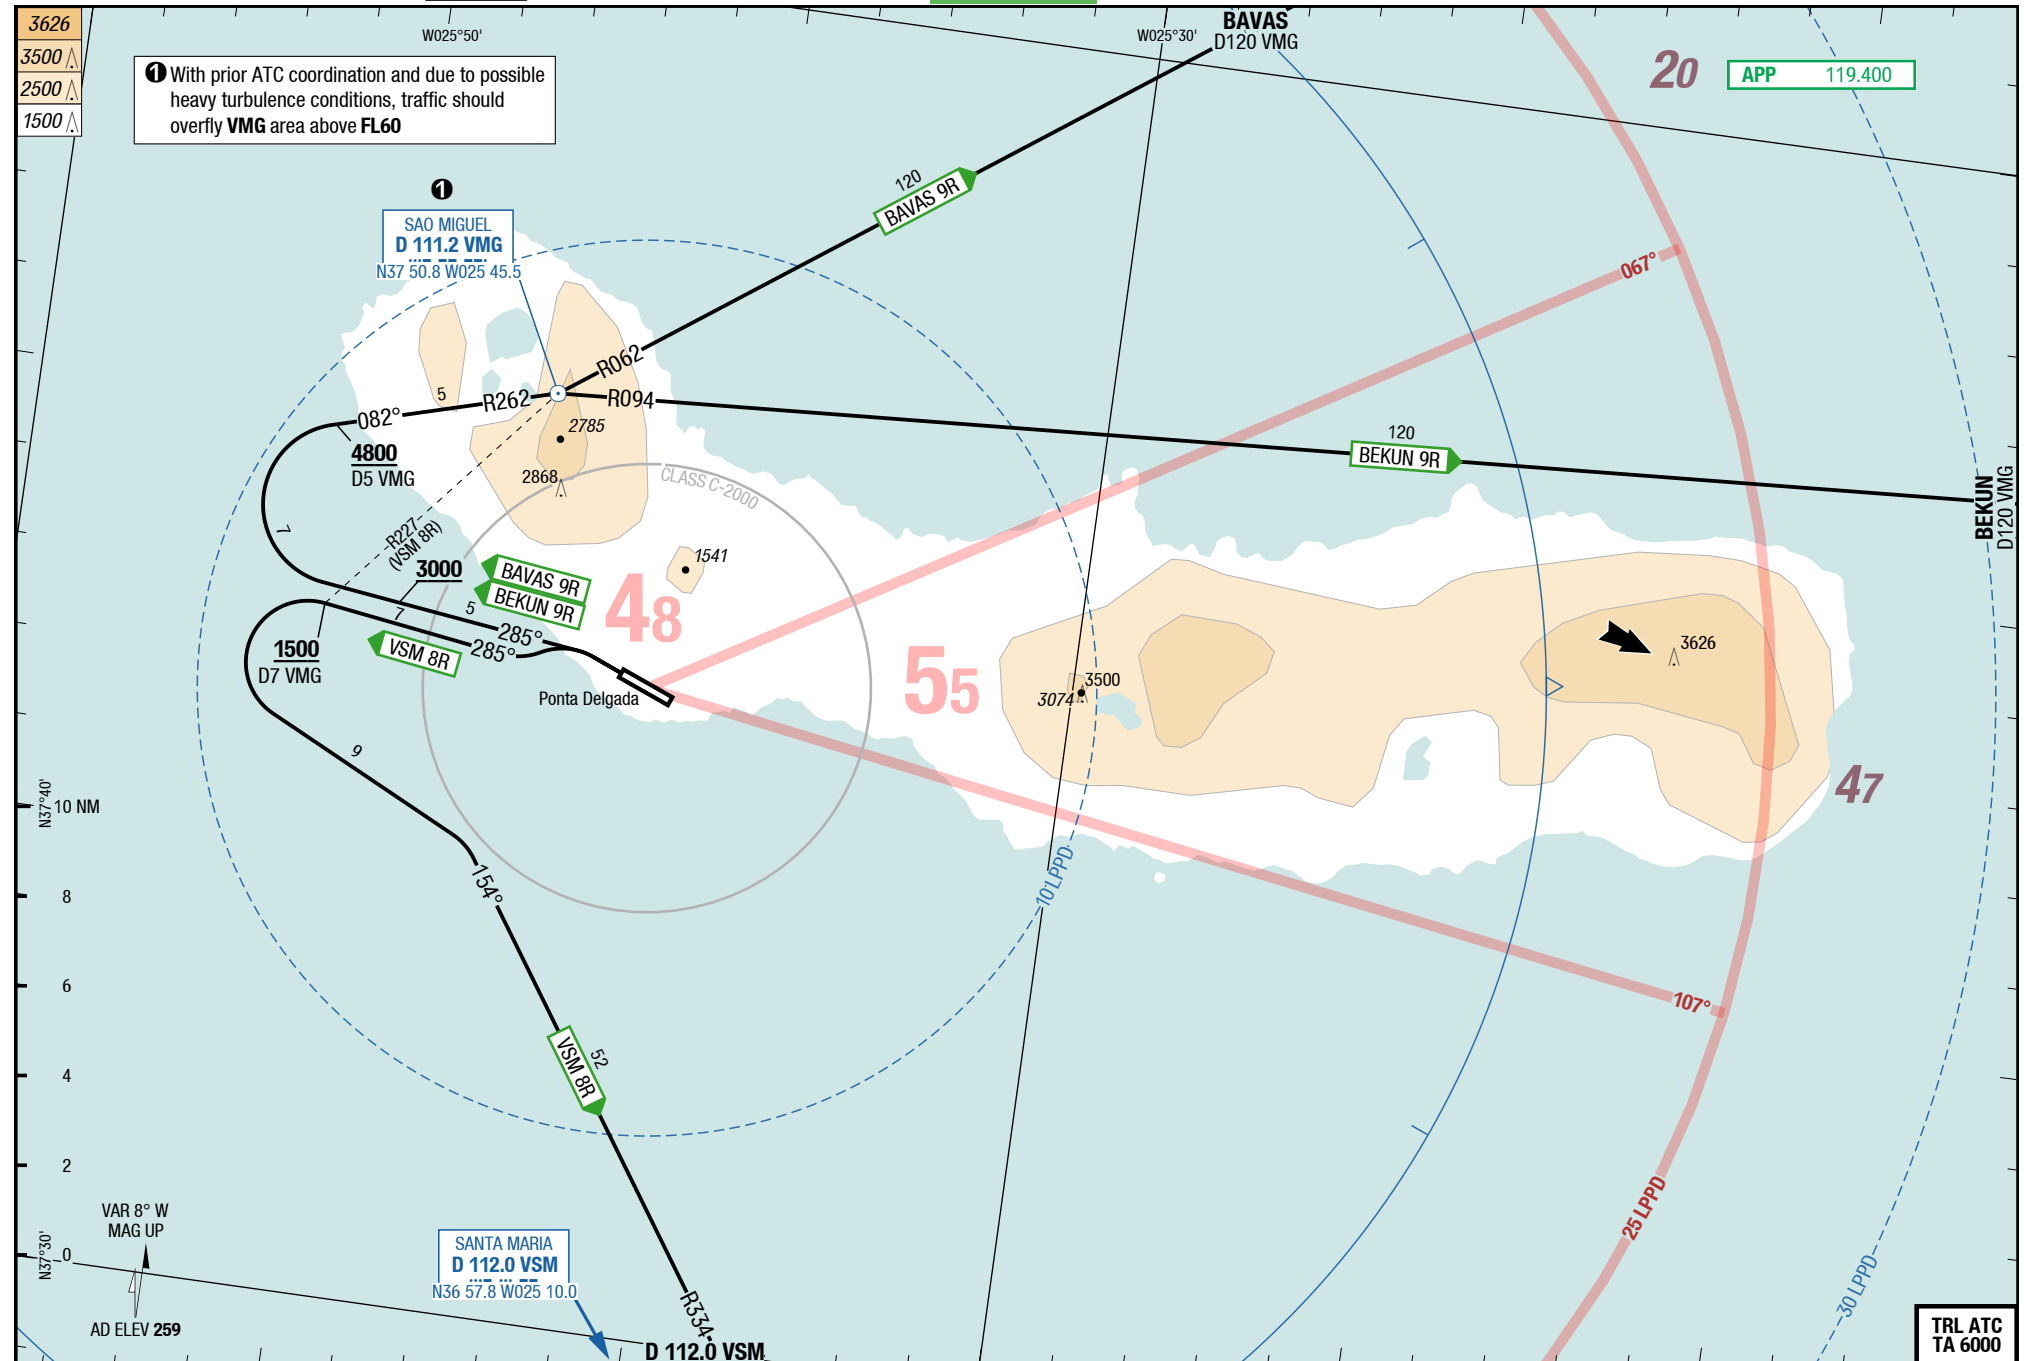 3626
3500
2500
1500
W025°50'
W025°30'
BAVAS
D120 VMG
20
APP 119.400
❶ With prior ATC coordination and due to possible
heavy turbulence conditions, traffic should
overfly VMG area above FL60
❶
SAO MIGUEL
D 111.2 VMG
N37 50.8 W025 45.5
120
BAVAS 9R
067°
R062
5
082°
R262
R094
2785
4800
D5 VMG
2868
CLASS C-2000
120
BEKUN 9R
BEKUN
D120 VMG
7
R227
(VSM 8R)
3000
BAVAS 9R
BEKUN 9R
1541
48
5
7
285°
285°
1500
D7 VMG
VSM 8R
Ponta Delgada
55
3074
3500
3626
47
9
N37°40'
10 NM
8
6
4
2
0
154°
10 LPPD
107°
52
VSM 8R
VAR 8° W
MAG UP
N37°30'
AD ELEV 259
SANTA MARIA
D 112.0 VSM
N36 57.8 W025 10.0
R334
D 112.0 VSM
25 LPPD
30 LPPD
TRL ATC
TA 6000